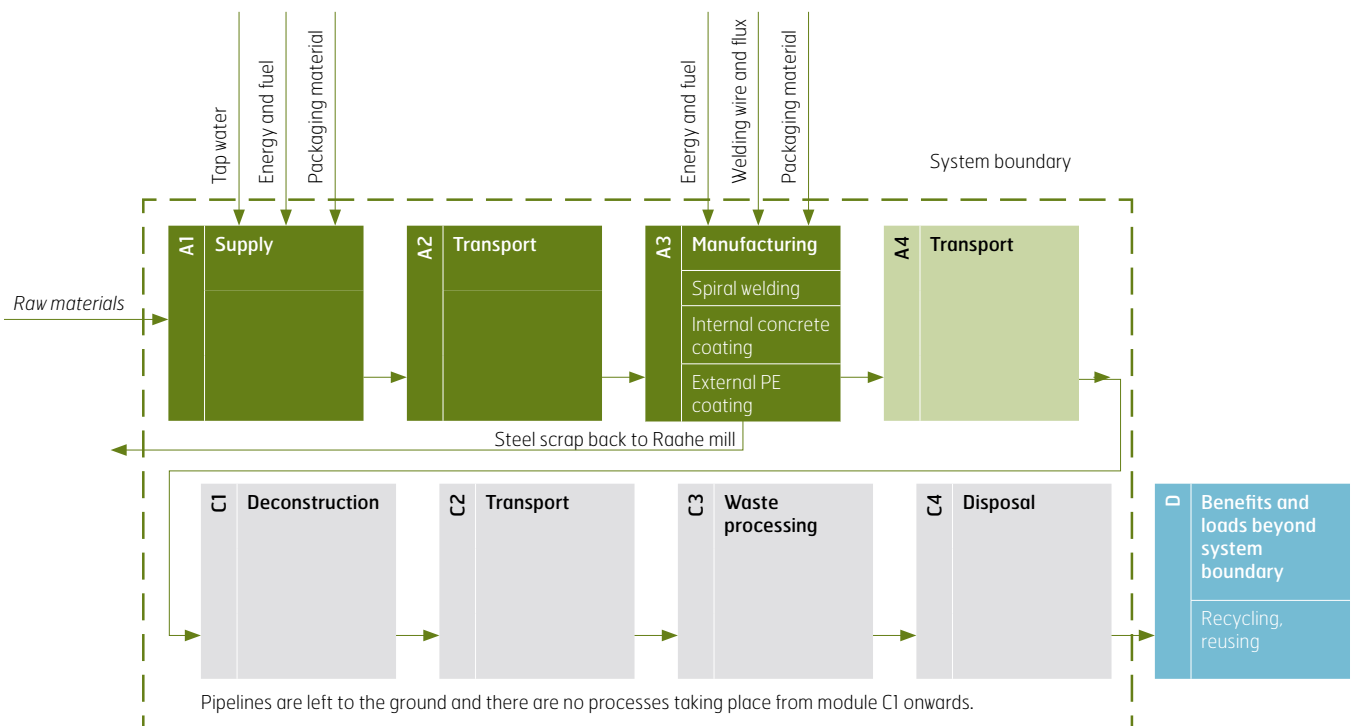 Tap water
Energy and fuel
Packaging material
Energy and fuel
Welding wire and flux
Packaging material
System boundary
Raw materials
A1
Supply
A2
Transport
A3
Manufacturing
Spiral welding
Internal concrete
coating
External PE
coating
A4
Transport
Steel scrap back to Raahe mill
C1
Deconstruction
C2
Transport
C3
Waste
processing
C4
Disposal
D
Benefits and
loads beyond
system
boundary
Recycling,
reusing
Pipelines are left to the ground and there are no processes taking place from module C1 onwards.